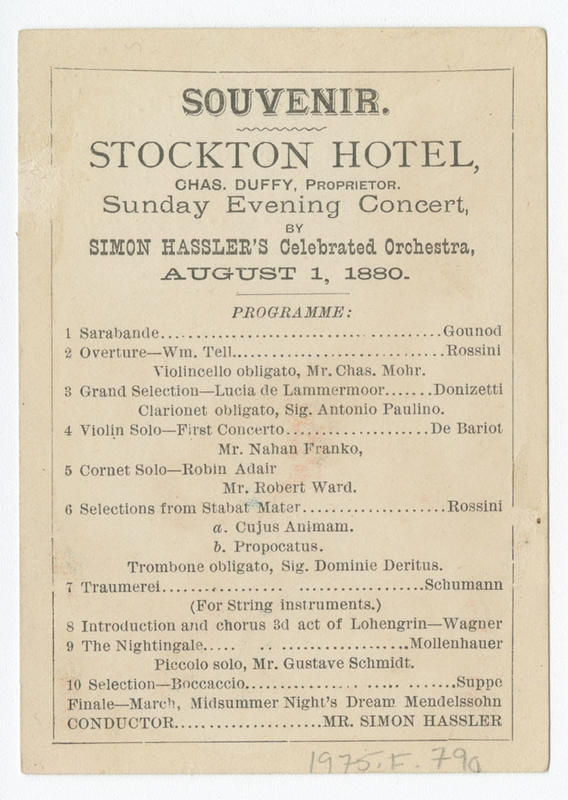 SOUVENIR.
STOCKTON HOTEL,
CHAS. DUFFY, PROPRIETOR.
Sunday Evening Concert,
BY
SIMON HASSLER'S Celebrated Orchestra,
AUGUST 1, 1880.
PROGRAMME:
1 Sarabande........................................Gounod
2 Overture—Wm. Tell..............................Rossini
Violincello obligato, Mr. Chas. Mohr.
3 Grand Selection—Lucia de Lammermoor.......Donizetti
Clarionet obligato, Sig. Antonio Paulino.
4 Violin Solo—First Concerto....................De Bariot
Mr. Nahan Franko,
5 Cornet Solo—Robin Adair
Mr. Robert Ward.
6 Selections from Stabat Mater....................Rossini
a. Cujus Animam.
b. Propocatus.
Trombone obligato, Sig. Dominie Deritus.
7 Traumerei................ ..................Schumann
(For String instruments.)
8 Introduction and chorus 3d act of Lohengrin—Wagner
9 The Nightingale..... .. ..................Mollenhauer
Piccolo solo, Mr. Gustave Schmidt.
10 Selection—Boccaccio................ ..... .. .......Suppe
Finale—March, Midsummer Night's Dream Mendelssohn
CONDUCTOR.....................MR. SIMON HASSLER
1975.F.79a